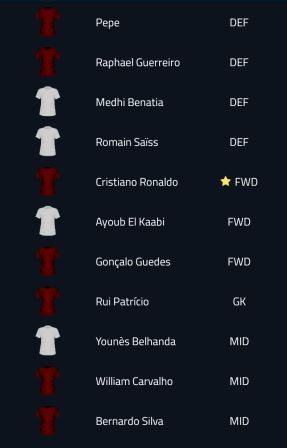 Pepe DEF
Raphael Guerreiro DEF
Medhi Benatia DEF
Romain Saïss DEF
Cristiano Ronaldo FWD
Ayoub El Kaabi FWD
Gonçalo Guedes FWD
Rui Patrício GK
Younès Belhanda MID
William Carvalho MID
Bernardo Silva MID